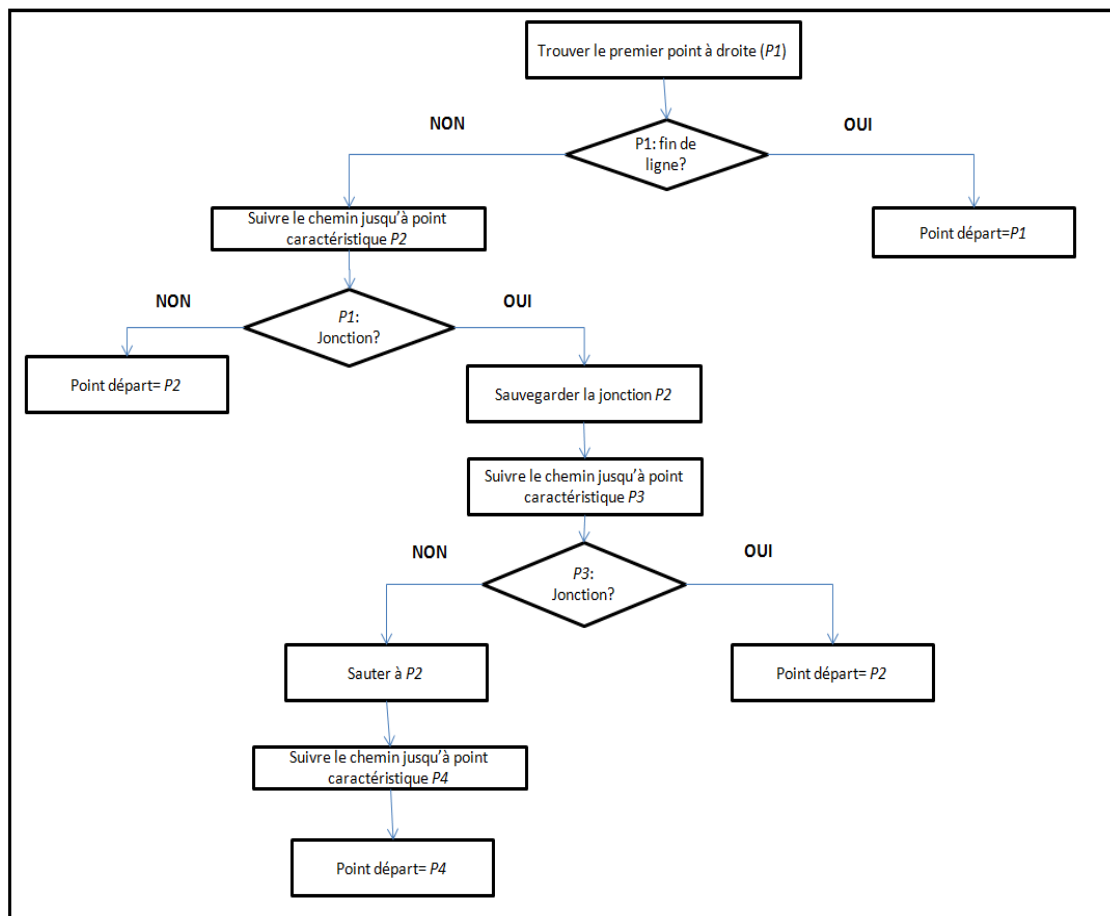 Trouver le premier point à droite (P1)
NON
OUI
P1: fin de
ligne?
Suivre le chemin jusqu'à point
caractéristique P2
Point départ=P1
NON
OUI
P1:
Jonction?
Point départ= P2
Sauvegarder la jonction P2
Suivre le chemin jusqu'à point
caractéristique P3
NON
OUI
P3:
Jonction?
Sauter à P2
Point départ= P2
Suivre le chemin jusqu'à point
caractéristique P4
Point départ= P4